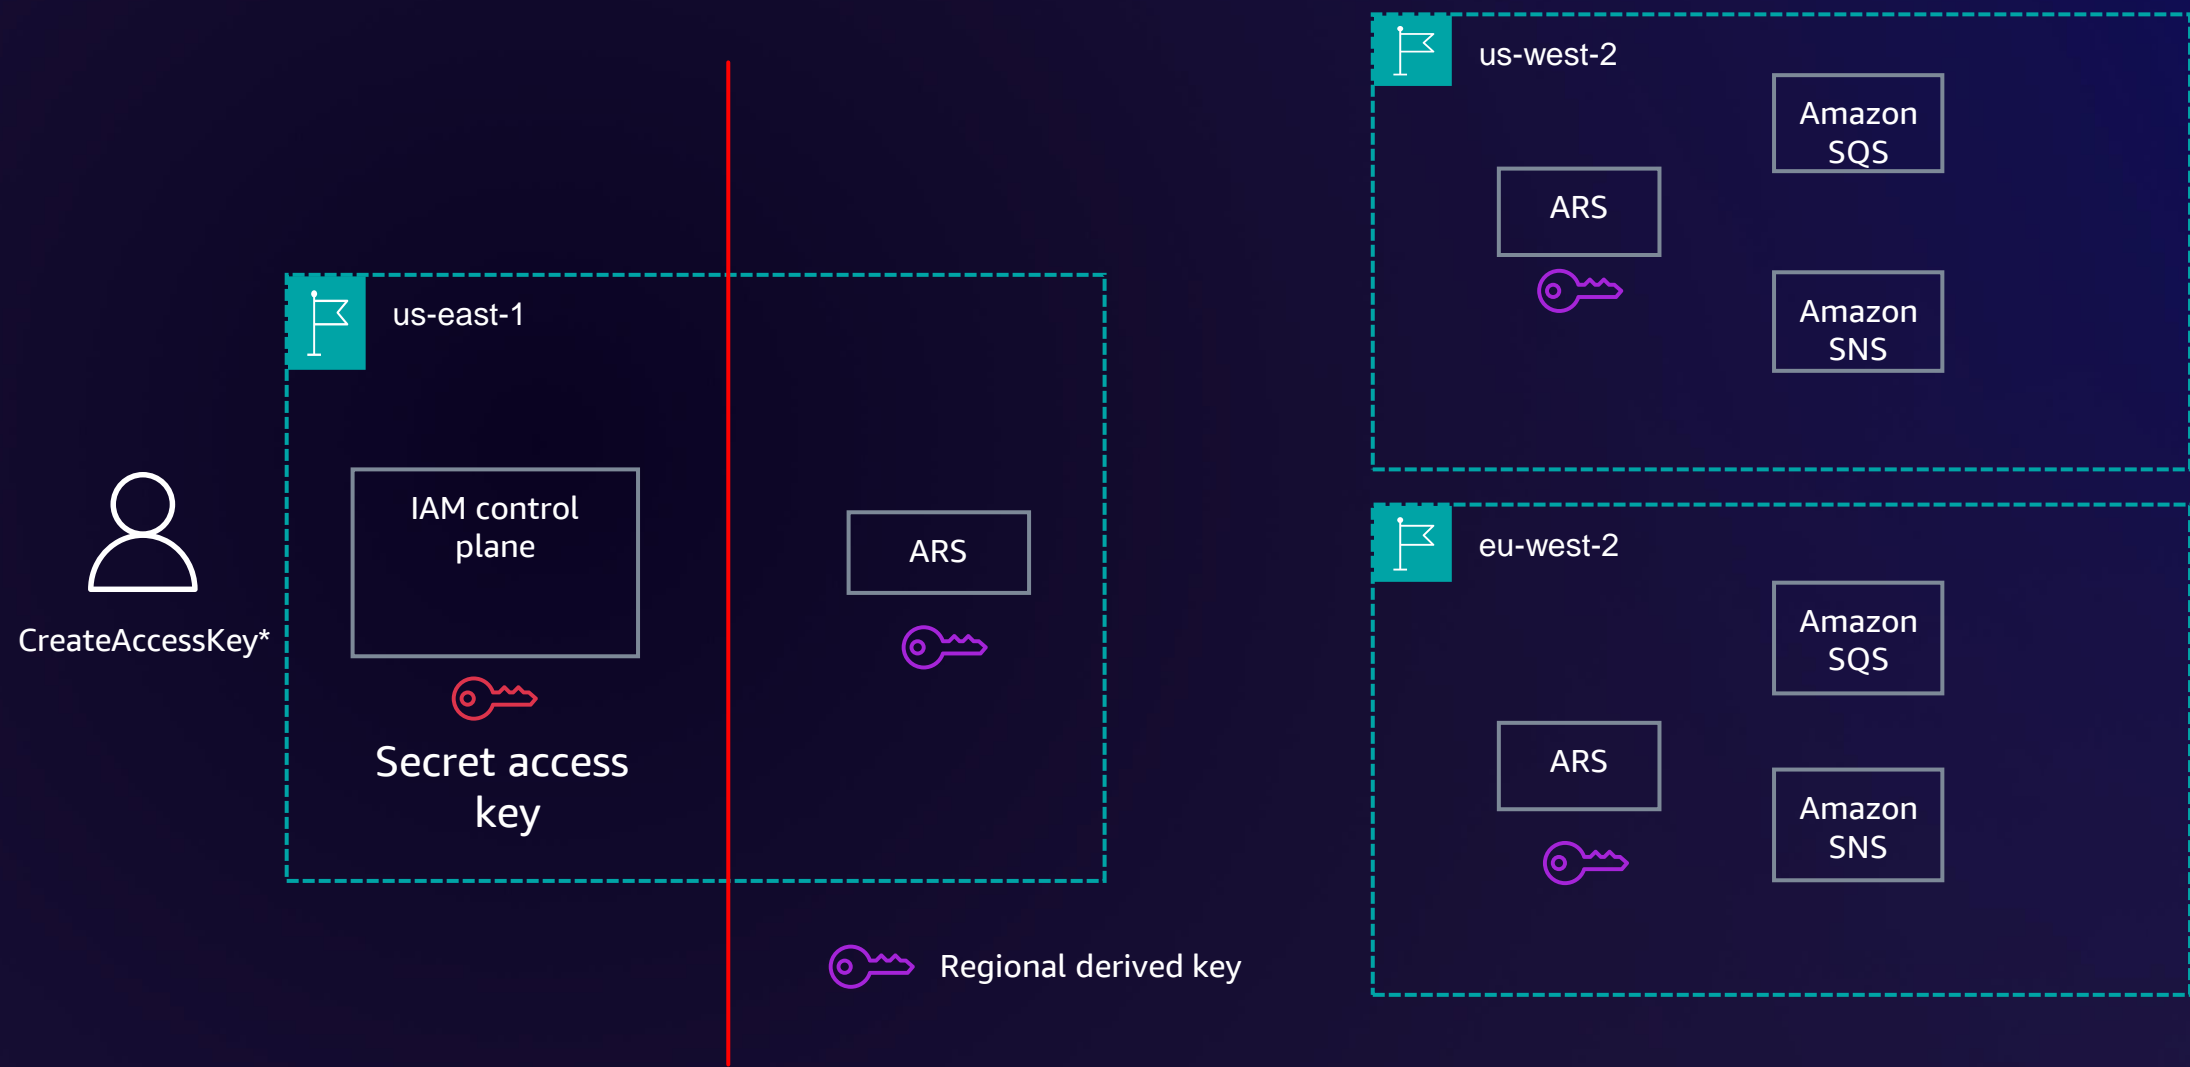 CreateAccessKey*
us-east-1
IAM control
plane
Secret access
key
ARS
Regional derived key
us-west-2
ARS
Amazon
SQS
Amazon
SNS
eu-west-2
ARS
Amazon
SQS
Amazon
SNS